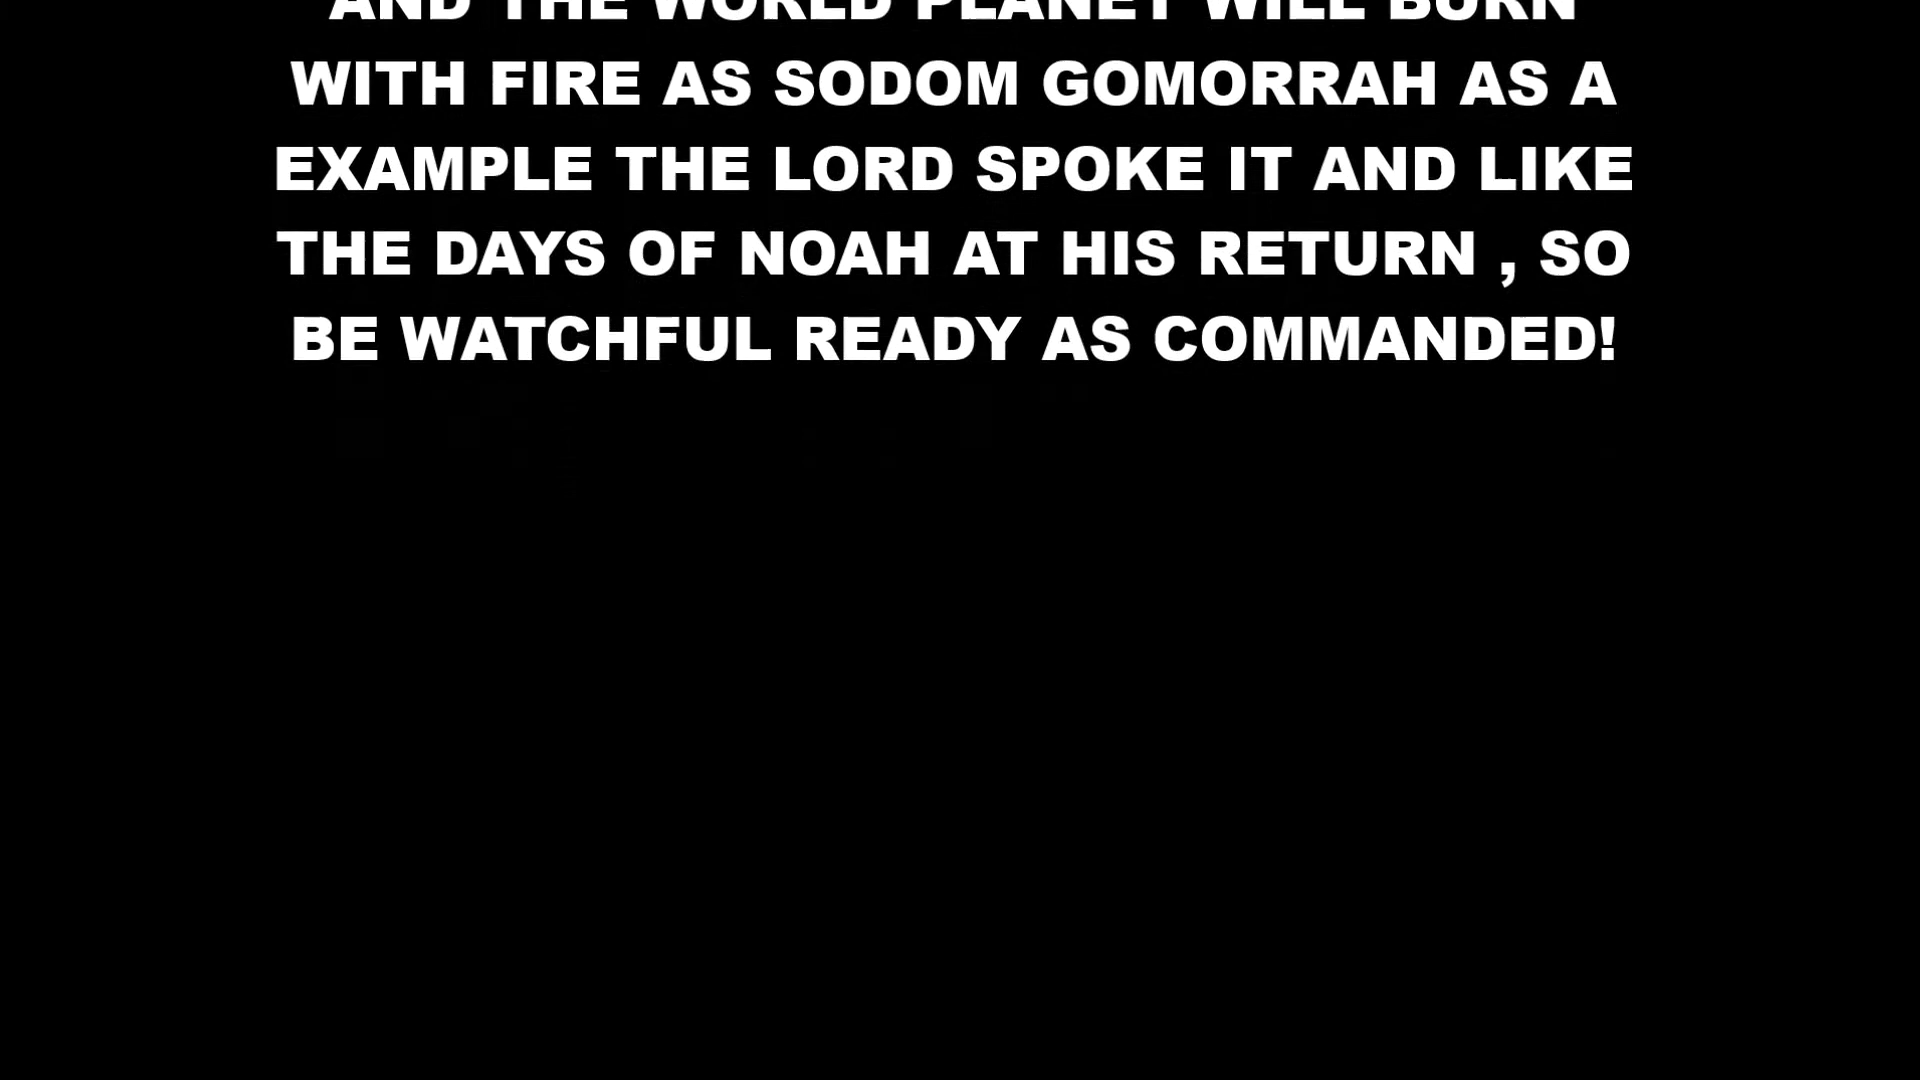 AND THE WORLD PLANET WILL BURN
WITH FIRE AS SODOM GOMORRAH AS A
EXAMPLE THE LORD SPOKE IT AND LIKE
THE DAYS OF NOAH AT HIS RETURN , SO
BE WATCHFUL READY AS COMMANDED!